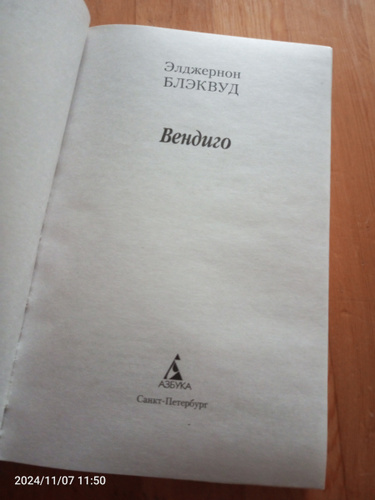 Элджернон
БЛЭКВУД
Вендиго
АЗБУКА
Санкт-Петербург
2024/11/07 11:50